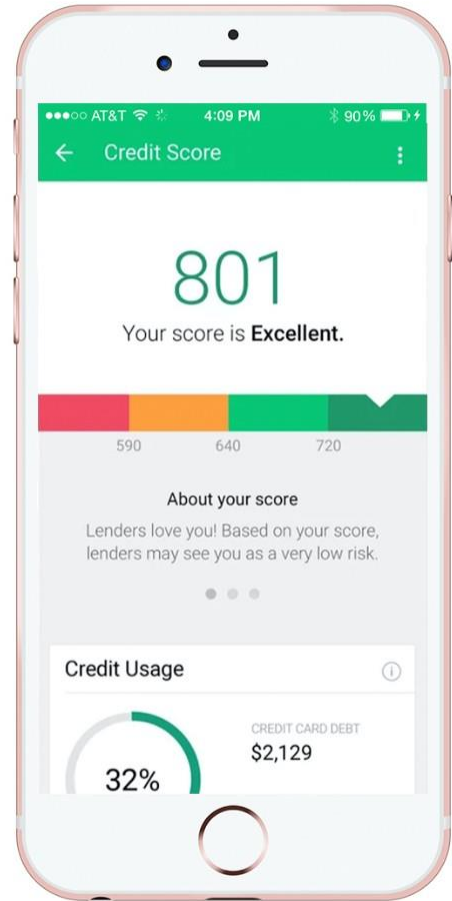 AT&T 4:09 PM 90%
Credit Score
801
Your score is Excellent.
590 640 720
About your score
Lenders love you! Based on your score,
lenders may see you as a very low risk.
Credit Usage
CREDIT CARD DEBT
$2,129
32%